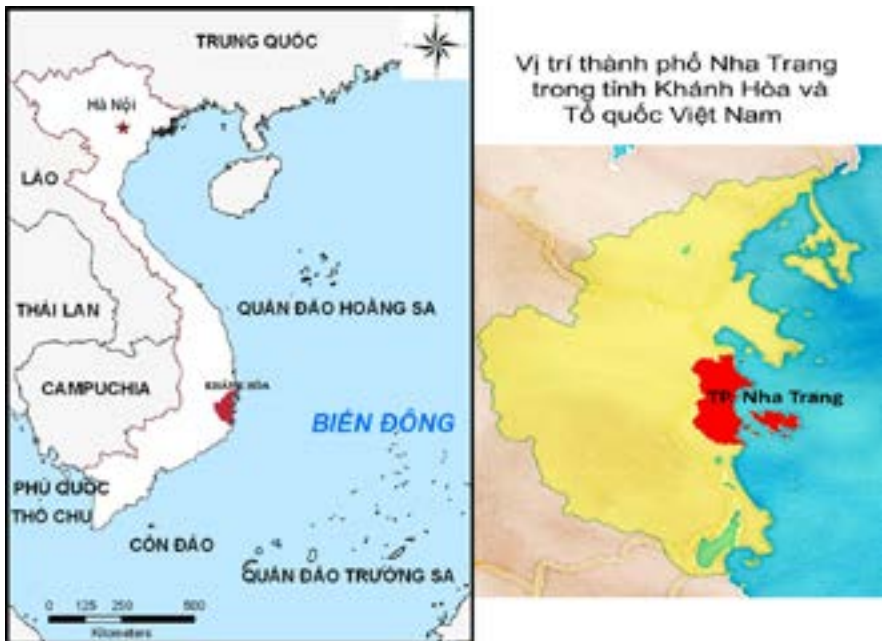 TRUNG QUỐC
Hà Nội
LÀO
THÁI LAN
QUẦN ĐẢO HOÀNG SA
CAMPUCHIA
KHÁNH HÒA
BIỂN ĐÔNG
PHÚ QUỐC
THỔ CHU
CÔN ĐẢO
QUẦN ĐẢO TRƯỜNG SA
0 125 250 500
Kilometers
Vị trí thành phố Nha Trang
trong tỉnh Khánh Hòa và
Tổ quốc Việt Nam
TP. Nha Trang